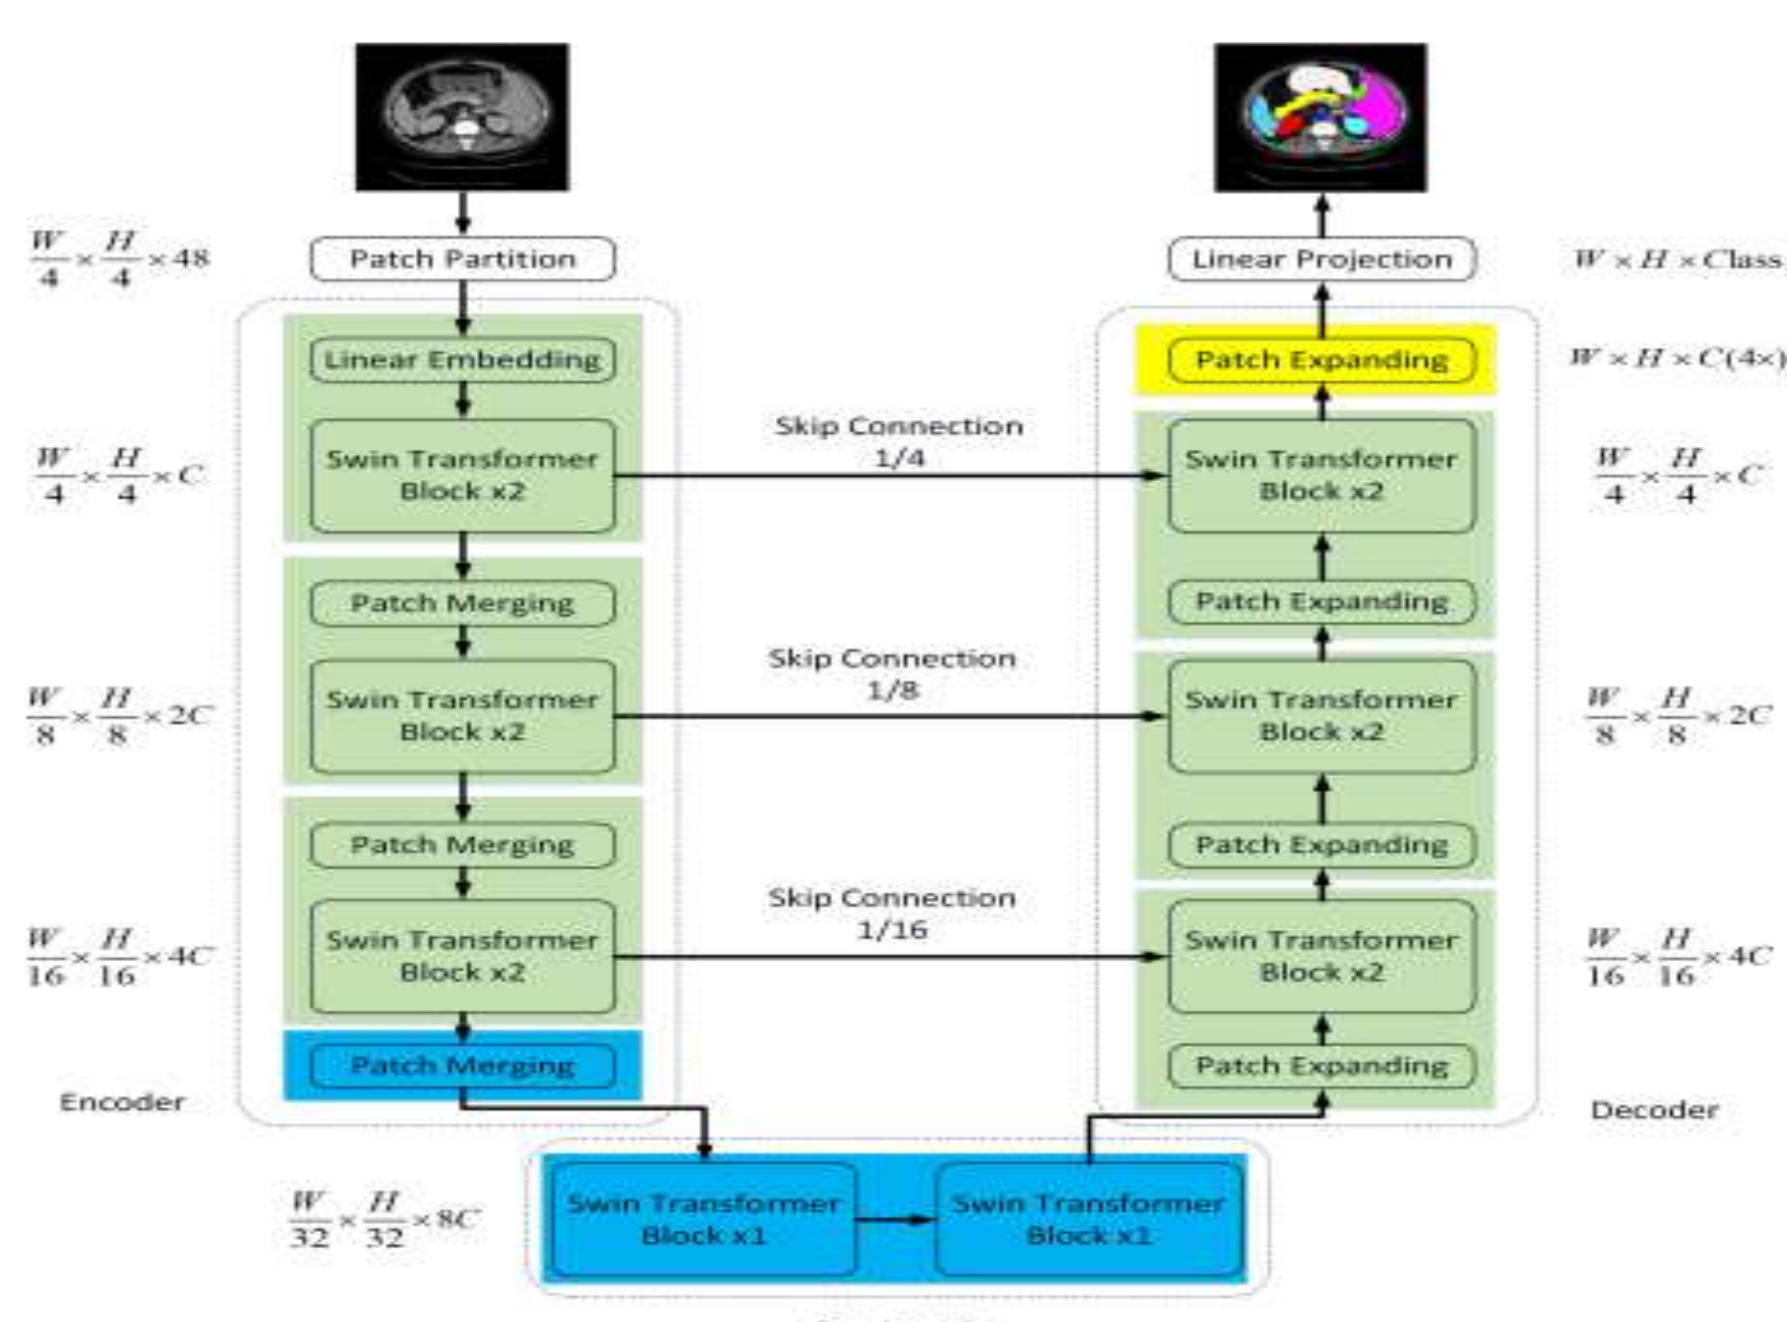 W/4 × H/4 × 48
Patch Partition
Linear Embedding
W/4 × H/4 × C
Swin Transformer
Block x2
Patch Merging
W/8 × H/8 × 2C
Swin Transformer
Block x2
Patch Merging
W/16 × H/16 × 4C
Swin Transformer
Block x2
Patch Merging
Encoder
Skip Connection
1/4
Skip Connection
1/8
Skip Connection
1/16
W/32 × H/32 × 8C
Swin Transformer
Block x1
Swin Transformer
Block x1
Linear Projection
W × H × Class
Patch Expanding
W × H × C(4×)
Swin Transformer
Block x2
W/4 × H/4 × C
Patch Expanding
Swin Transformer
Block x2
W/8 × H/8 × 2C
Patch Expanding
Swin Transformer
Block x2
W/16 × H/16 × 4C
Patch Expanding
Decoder